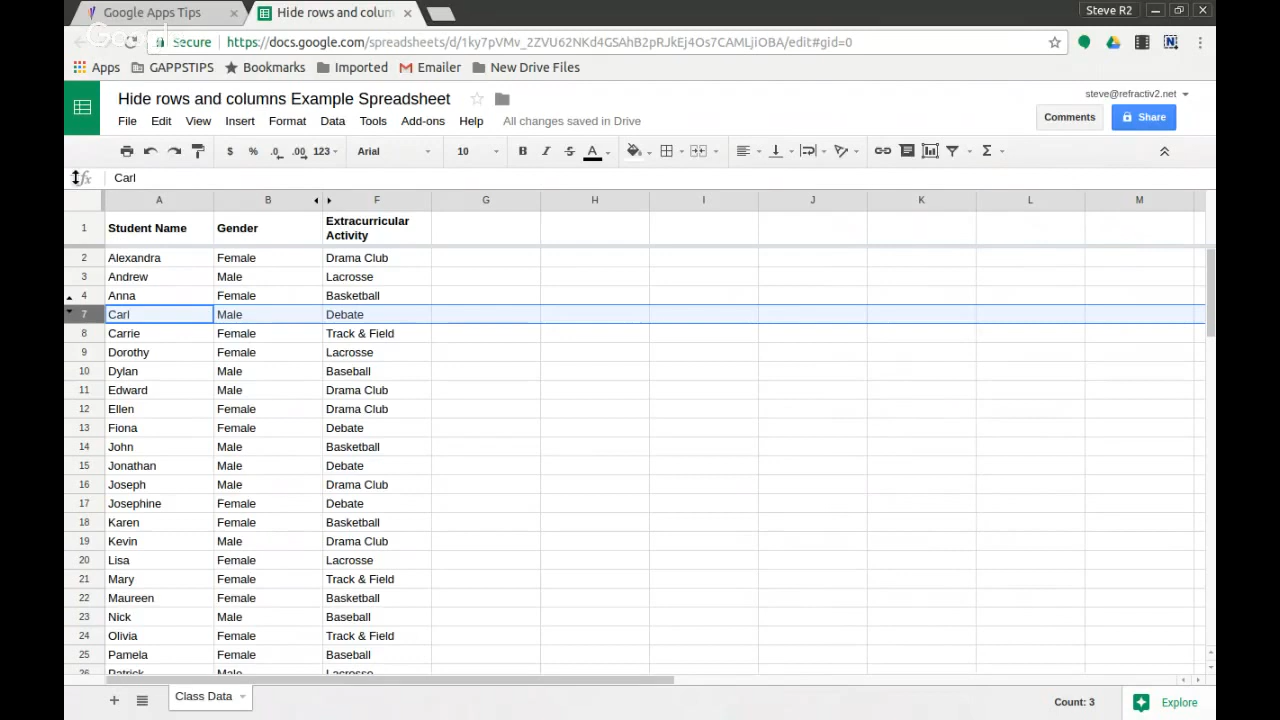 Google Apps Tips
Hide rows and colum
Steve R2
Secure
https://docs.google.com/spreadsheets/d/1ky7pVMv_2ZVU62NKd4GSAhB2pRJkEj4Os7CAMLjiOBA/edit#gid=0
Apps GAPPSTIPS Bookmarks Imported Emailer New Drive Files
Hide rows and columns Example Spreadsheet
steve@refractiv2.net
File Edit View Insert Format Data Tools Add-ons Help All changes saved in Drive
Comments Share
$ % .0 .00 123 Arial 10 B I S A
fx Carl
A B F G H I J K L M
1 Student Name Gender Extracurricular
Activity
2 Alexandra Female Drama Club
3 Andrew Male Lacrosse
4 Anna Female Basketball
7 Carl Male Debate
8 Carrie Female Track & Field
9 Dorothy Female Lacrosse
10 Dylan Male Baseball
11 Edward Male Drama Club
12 Ellen Female Drama Club
13 Fiona Female Debate
14 John Male Basketball
15 Jonathan Male Debate
16 Joseph Male Drama Club
17 Josephine Female Debate
18 Karen Female Basketball
19 Kevin Male Drama Club
20 Lisa Female Lacrosse
21 Mary Female Track & Field
22 Maureen Female Basketball
23 Nick Male Baseball
24 Olivia Female Track & Field
25 Pamela Female Baseball
26 Patrick Male Lacrosse
Class Data
Count: 3
Explore